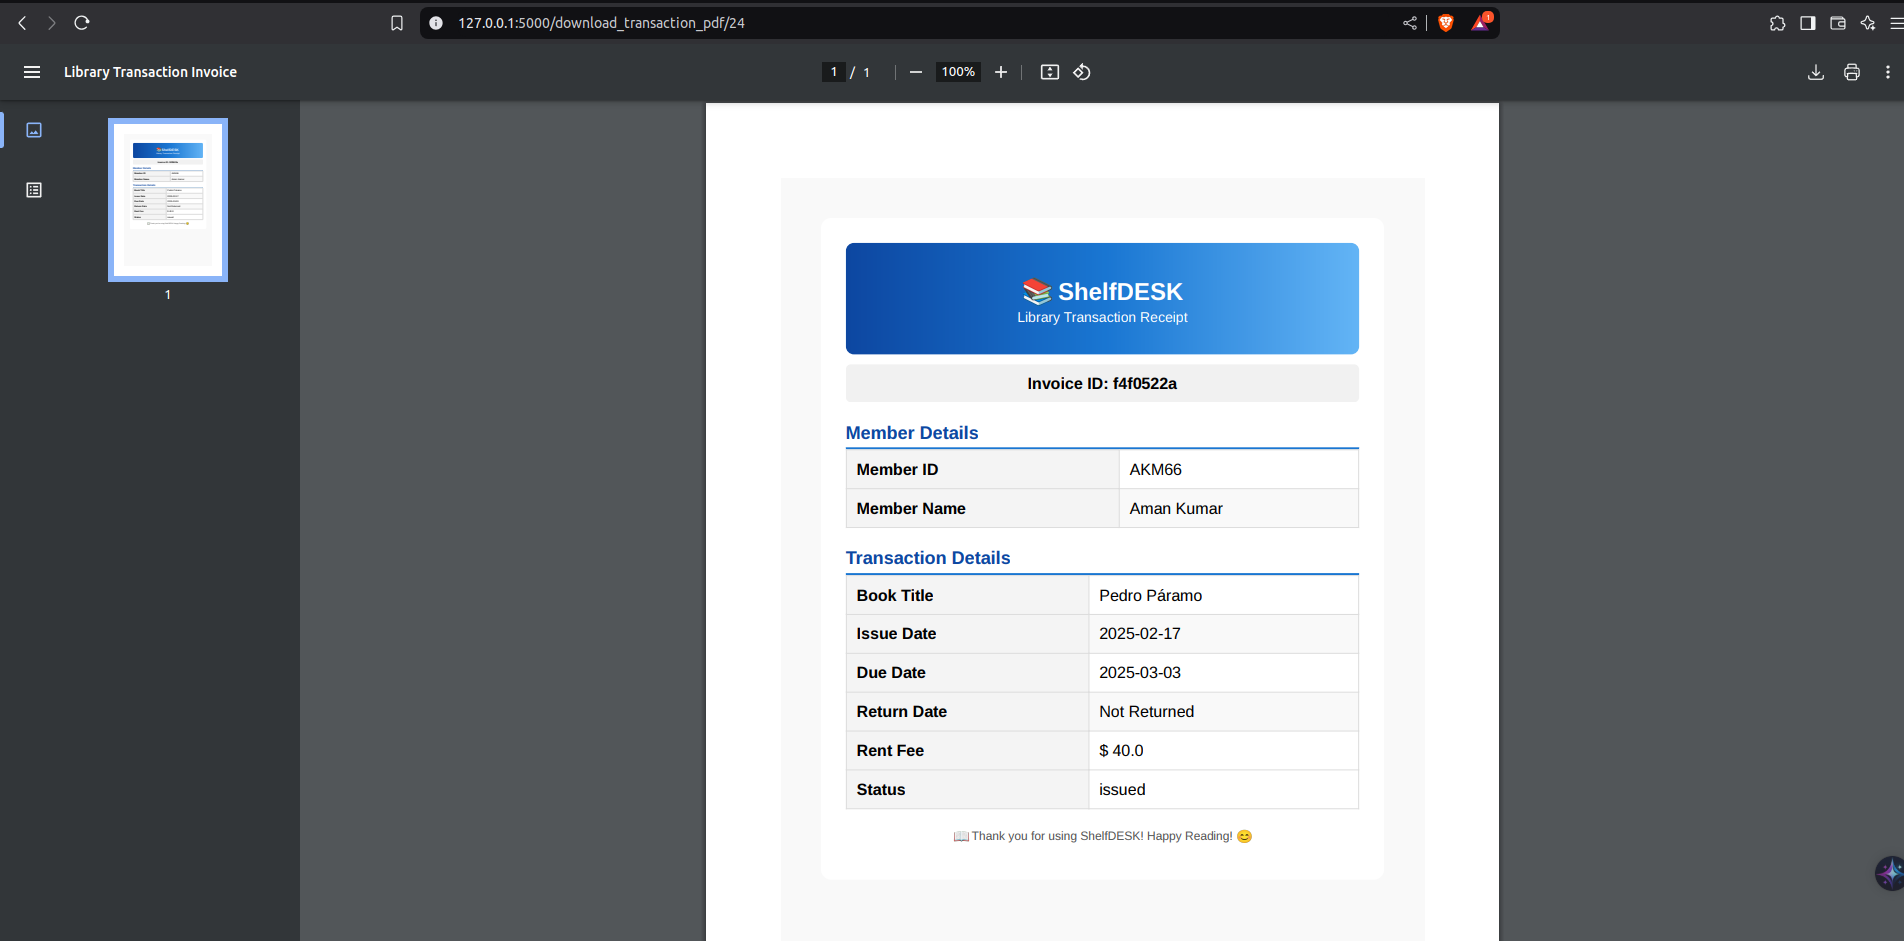 127.0.0.1:5000/download_transaction_pdf/24
1
Library Transaction Invoice
1 / 1
100%
1
📚 ShelfDESK
Library Transaction Receipt
Invoice ID: f4f0522a
Member Details
Member ID AKM66
Member Name Aman Kumar
Transaction Details
Book Title Pedro Páramo
Issue Date 2025-02-17
Due Date 2025-03-03
Return Date Not Returned
Rent Fee $ 40.0
Status issued
📖 Thank you for using ShelfDESK! Happy Reading! 😊